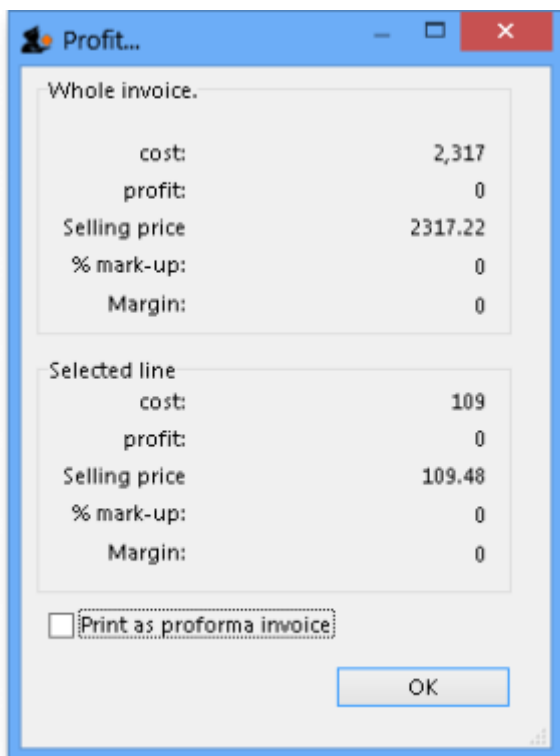 Profit...
Whole invoice.
cost: 2,317
profit: 0
Selling price 2317.22
% mark-up: 0
Margin: 0
Selected line
cost: 109
profit: 0
Selling price 109.48
% mark-up: 0
Margin: 0
Print as proforma invoice
OK